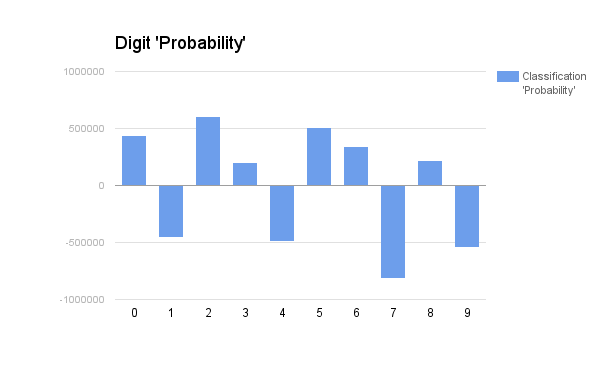 Digit 'Probability'
1000000
500000
0
-500000
-1000000
0 1 2 3 4 5 6 7 8 9
Classification
'Probability'